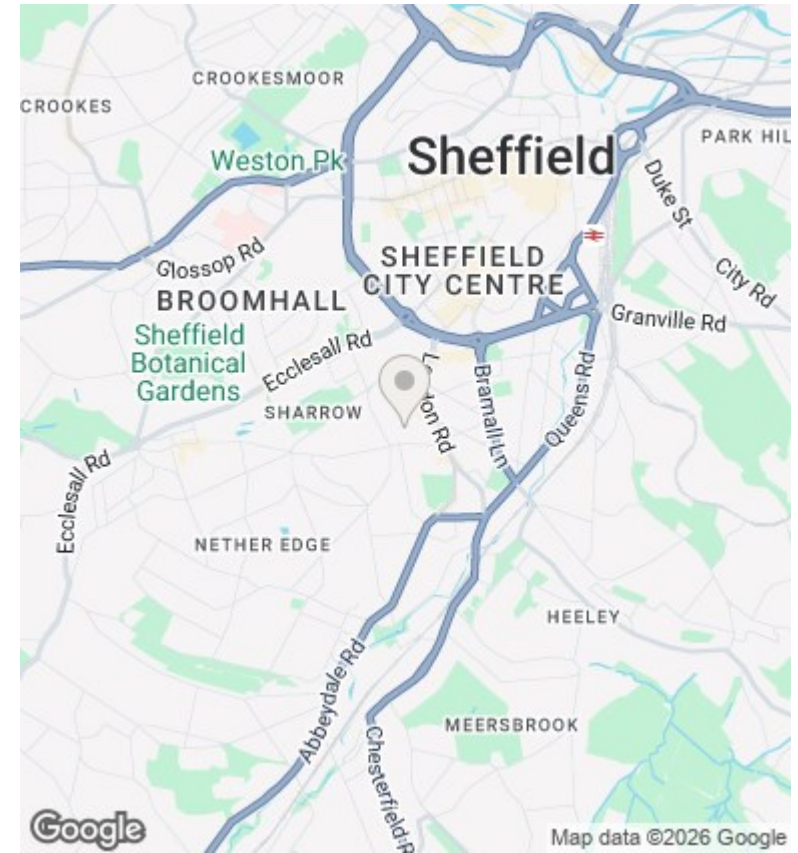 CROOKESMOOR
CROOKES
Weston Pk
Sheffield
PARK HIL
Duke St
City Rd
Glossop Rd
SHEFFIELD
CITY CENTRE
BROOMHALL
Granville Rd
Sheffield
Botanical
Gardens
Ecclesall Rd
SHARROW
Bramall Ln
Queens Rd
Ecclesall Rd
NETHER EDGE
HEELEY
Abbeydale Rd
MEERSBROOK
Chesterfield R
Google
Map data ©2026 Google